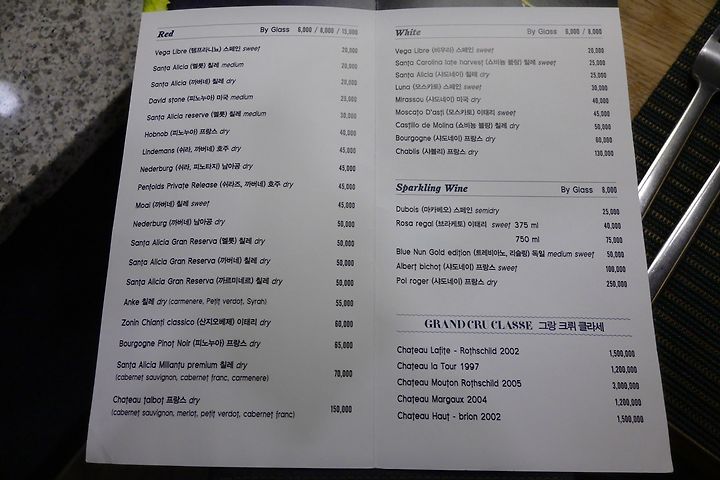 Red By Glass 6,000 / 8,000 / 13,000
Vega Libre (템프라니뇨) 스페인 sweet 20,000
Santa Alicia (멜롯) 칠레 medium 20,000
Santa Alicia (까버네) 칠레 dry 20,000
David stone (피노누아) 미국 medium 25,000
Santa Alicia reserve (멜롯) 칠레 medium 30,000
Hobnob (피노누아) 프랑스 dry 40,000
Lindemans (쉬라, 까버네) 호주 dry 45,000
Nederburg (쉬라, 피노타지) 남아공 dry 45,000
Penfolds Private Release (쉬라즈, 까버네) 호주 dry 45,000
Moai (까버네) 칠레 sweet 45,000
Nederburg (까버네) 남아공 dry 50,000
Santa Alicia Gran Reserva (멜롯) 칠레 dry 50,000
Santa Alicia Gran Reserva (까버네) 칠레 dry 50,000
Santa Alicia Gran Reserva (까르미네르) 칠레 dry 50,000
Anke 칠레 dry (carmenere, Petit verdot, Syrah) 55,000
Zonin Chianti classico (산지오베제) 이태리 dry 60,000
Bourgogne Pinot Noir (피노누아) 프랑스 dry 65,000
Santa Alicia Millantu premium 칠레 dry 70,000
(cabernet sauvignon, cabernet franc, carmenere)
Chateau talbot 프랑스 dry 150,000
(cabernet sauvignon, merlot, petit verdot, cabernet franc)
White By Glass 6,000 / 8,000
Vega Libre (비우라) 스페인 sweet 20,000
Santa Carolina late harvest (쇼비뇽 블랑) 칠레 sweet 25,000
Santa Alicia (샤도네이) 칠레 dry 25,000
Luna (모스카토) 스페인 sweet 30,000
Mirassou (샤도네이) 미국 dry 40,000
Moscato D'asti (모스카토) 이태리 sweet 45,000
Castillo de Molina (쇼비뇽 블랑) 칠레 dry 50,000
Bourgogne (샤도네이) 프랑스 dry 60,000
Chablis (샤블리) 프랑스 dry 130,000
Sparkling Wine By Glass 8,000
Dubois (마카베오) 스페인 semidry 25,000
Rosa regal (브라케토) 이태리 sweet 375 ml 40,000
750 ml 75,000
Blue Nun Gold edition (트레비아노, 리슬링) 독일 medium sweet 50,000
Albert bichot (샤도네이) 프랑스 sweet 100,000
Pol roger (샤도네이) 프랑스 dry 250,000
GRAND CRU CLASSE 그랑 크뤼 클라세
Chateau Lafite - Rothschild 2002 1,500,000
Chateau la Tour 1997 1,200,000
Chateau Mouton Rothschild 2005 3,000,000
Chateau Margaux 2004 1,200,000
Chateau Haut - brion 2002 1,500,000